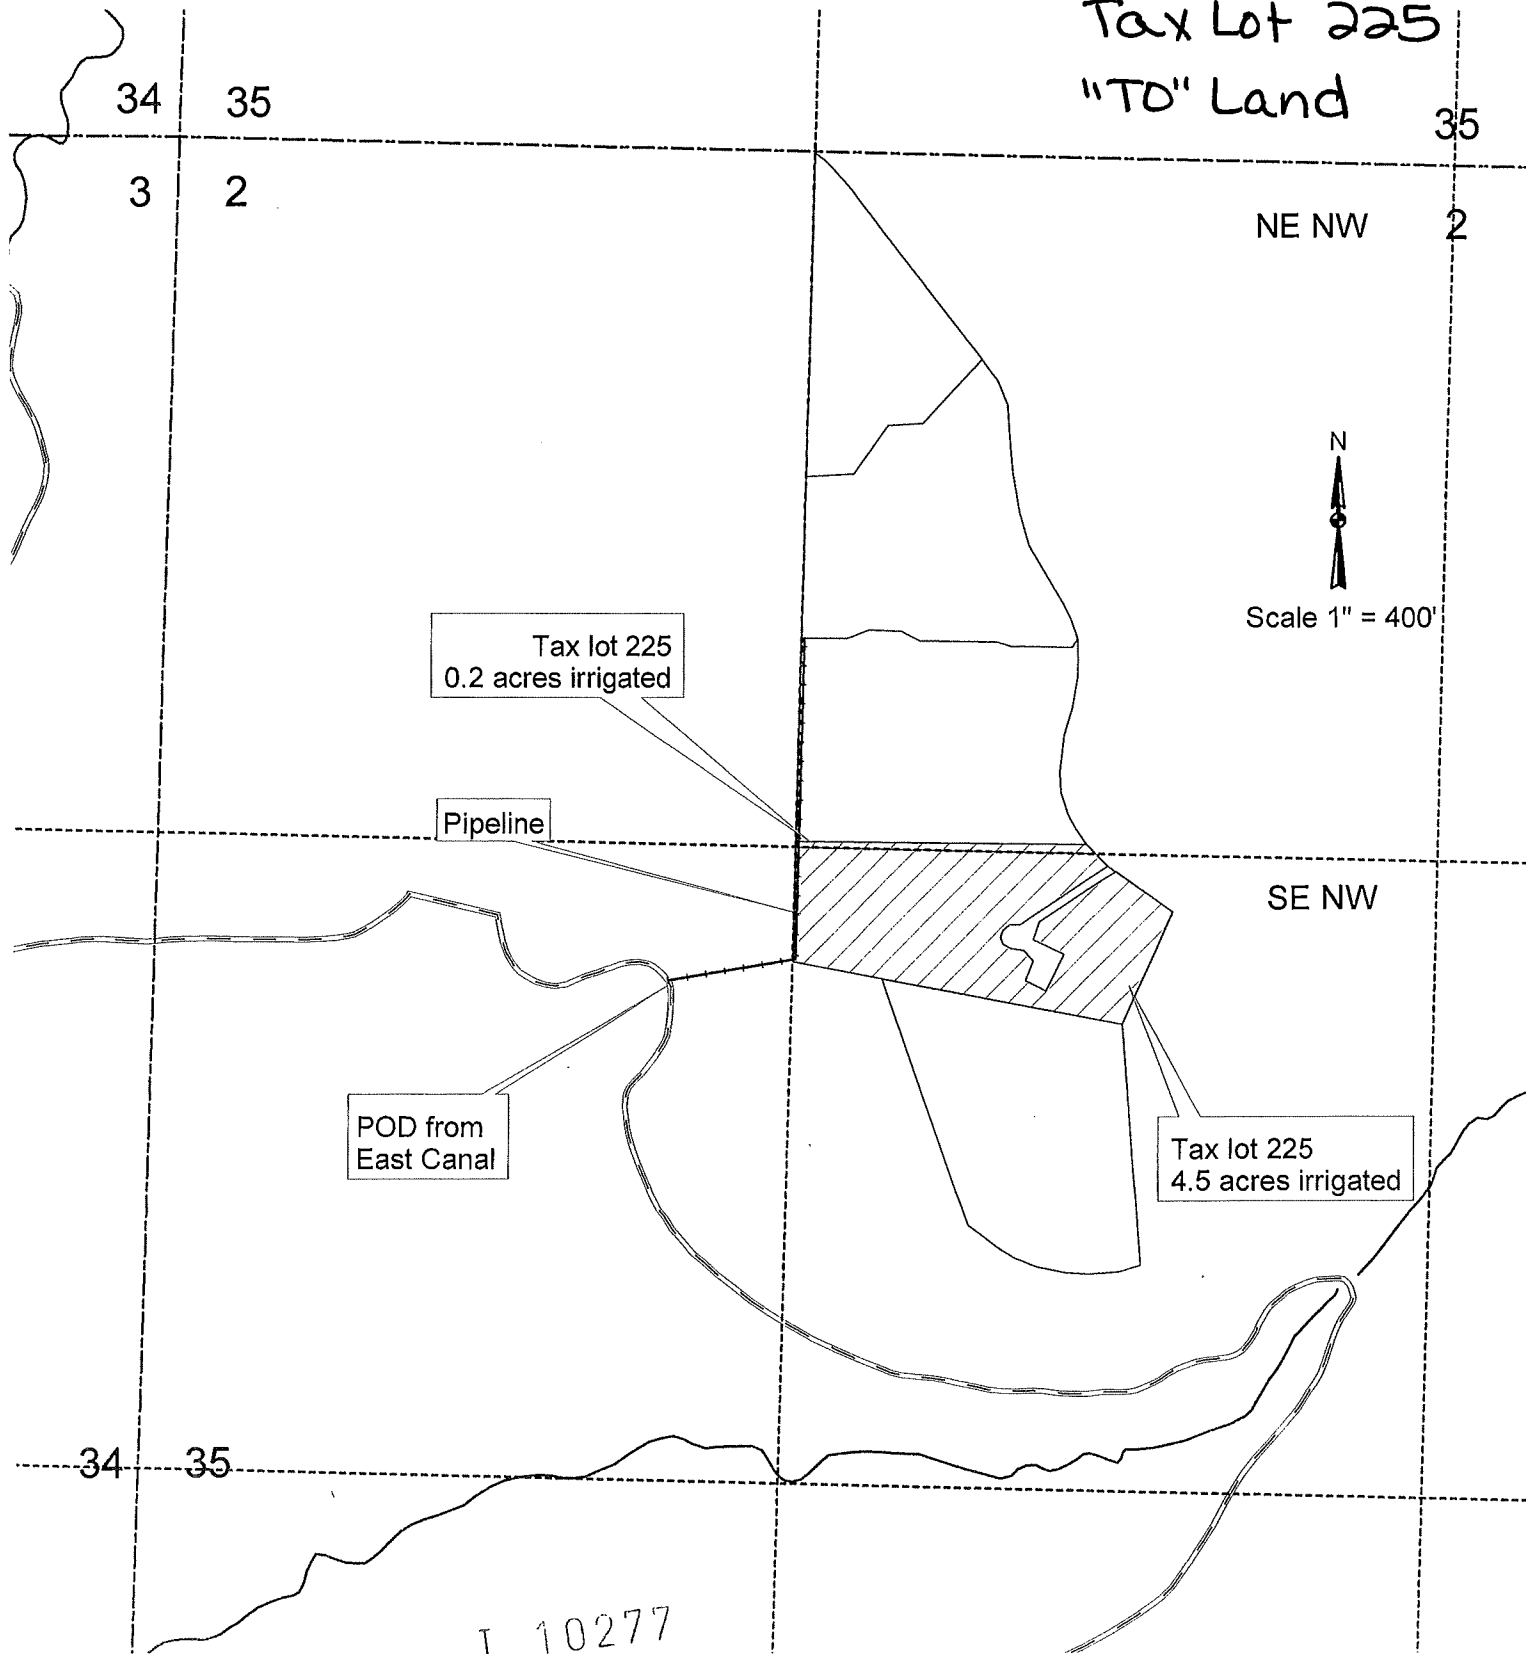 Tax Lot 225
"TO" Land
34 35
35
3 2
NE NW 2
N
Scale 1" = 400'
Tax lot 225
0.2 acres irrigated
Pipeline
SE NW
POD from
East Canal
Tax lot 225
4.5 acres irrigated
34 35
T 10277